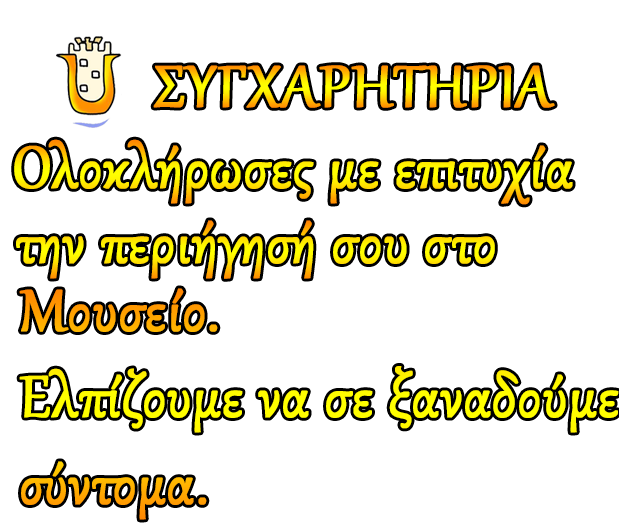 ΣΥΓΧΑΡΗΤΗΡΙΑ
Ολοκλήρωσες με επιτυχία
την περιήγησή σου στο
Μουσείο.
Ελπίζουμε να σε ξαναδούμε
σύντομα.